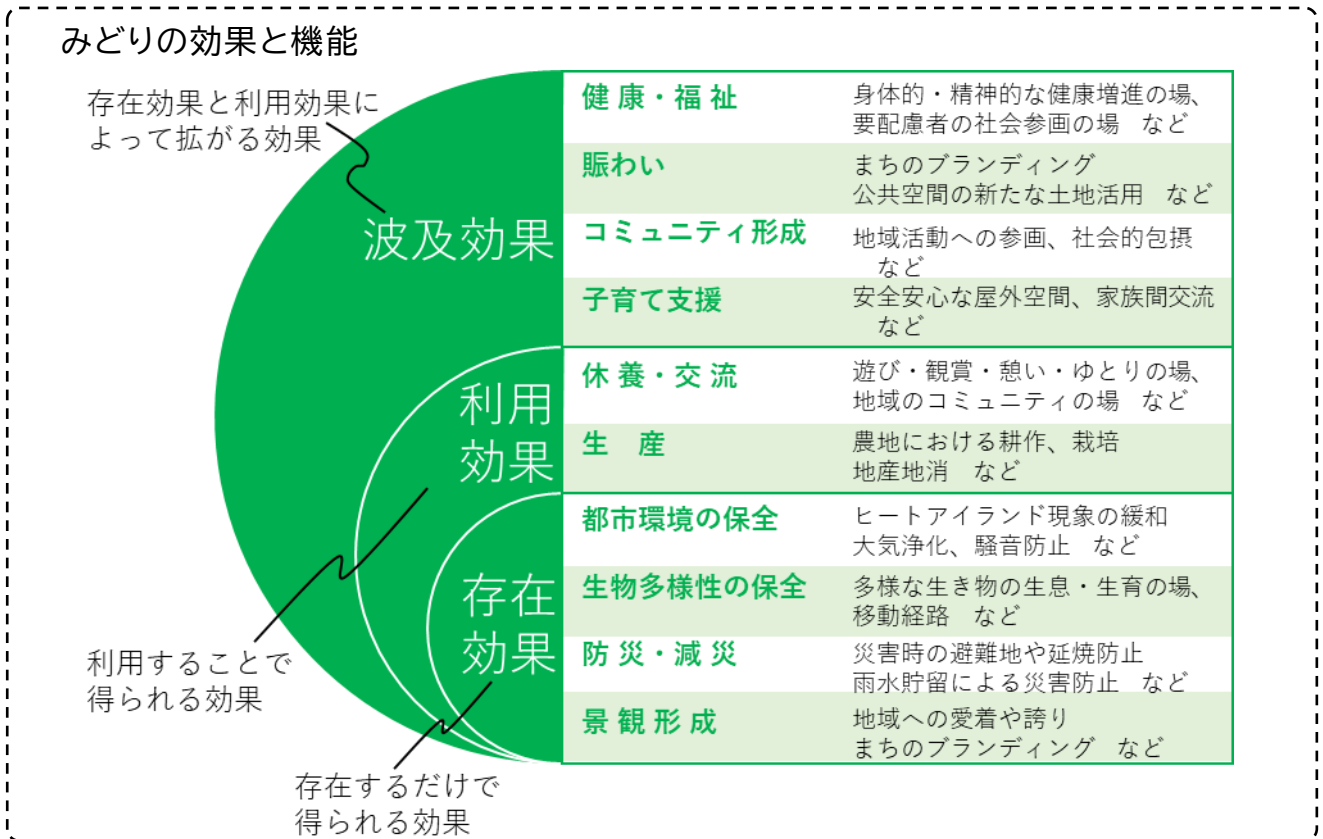 みどりの効果と機能
存在効果と利用効果に
よって拡がる効果
波及効果
健康・福祉
身体的・精神的な健康増進の場、
要配慮者の社会参画の場 など
賑わい
まちのブランディング
公共空間の新たな土地活用 など
コミュニティ形成
地域活動への参画、社会的包摂
など
子育て支援
安全安心な屋外空間、家族間交流
など
利用
効果
休養・交流
遊び・観賞・憩い・ゆとりの場、
地域のコミュニティの場 など
生 産
農地における耕作、栽培
地産地消 など
存在
効果
都市環境の保全
ヒートアイランド現象の緩和
大気浄化、騒音防止 など
生物多様性の保全
多様な生き物の生息・生育の場、
移動経路 など
防災・減災
災害時の避難地や延焼防止
雨水貯留による災害防止 など
景観形成
地域への愛着や誇り
まちのブランディング など
利用することで
得られる効果
存在するだけで
得られる効果